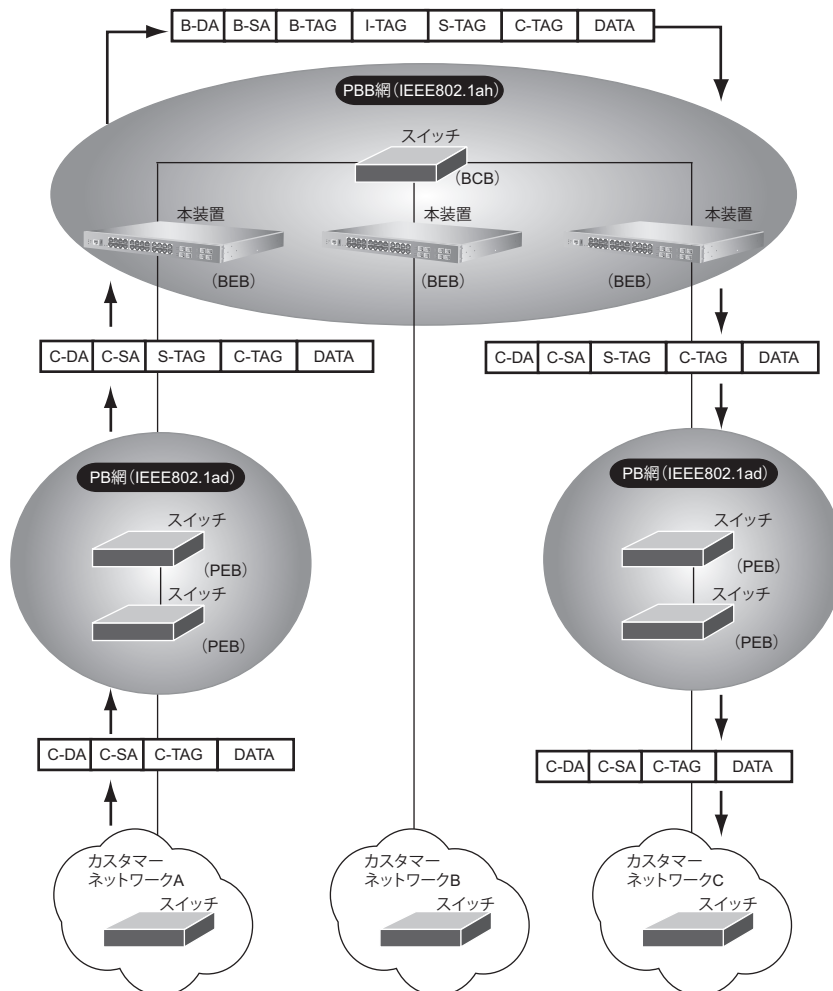 B-DA B-SA B-TAG I-TAG S-TAG C-TAG DATA
PBB網(IEEE802.1ah)
スイッチ
(BCB)
本装置 本装置 本装置
(BEB) (BEB) (BEB)
C-DA C-SA S-TAG C-TAG DATA
C-DA C-SA S-TAG C-TAG DATA
PB網(IEEE802.1ad)
スイッチ
(PEB)
スイッチ
(PEB)
PB網(IEEE802.1ad)
スイッチ
(PEB)
スイッチ
(PEB)
C-DA C-SA C-TAG DATA
C-DA C-SA C-TAG DATA
カスタマー
ネットワークA
スイッチ
カスタマー
ネットワークB
スイッチ
カスタマー
ネットワークC
スイッチ